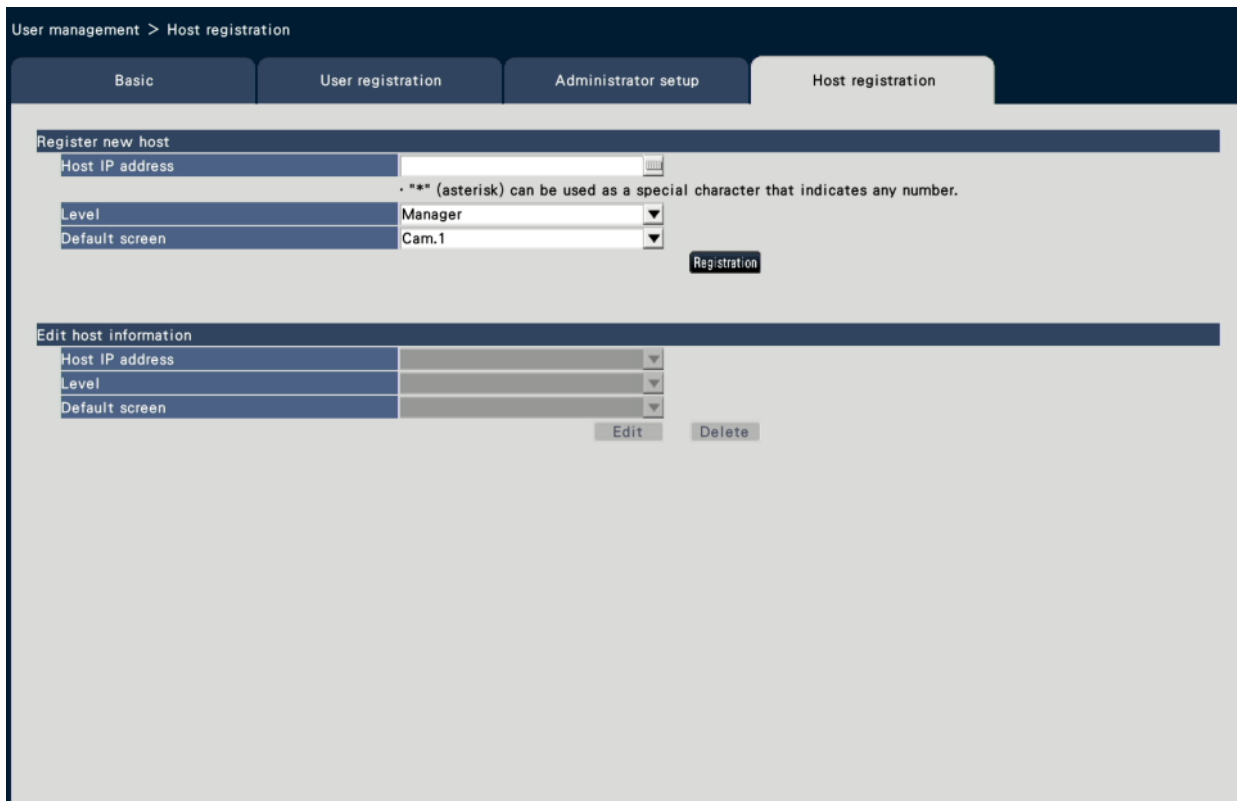 User management > Host registration
Basic User registration Administrator setup Host registration
Register new host
Host IP address
· "*" (asterisk) can be used as a special character that indicates any number.
Level Manager
Default screen Cam.1
Registration
Edit host information
Host IP address
Level
Default screen
Edit Delete